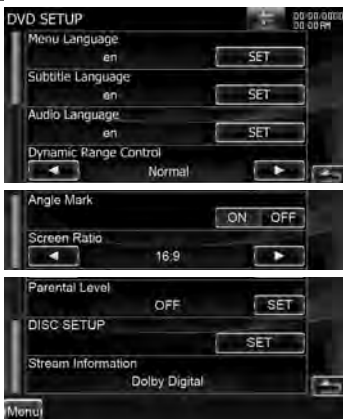 DVD SETUP
00/00/0000
00:00 PM
Menu Language
en SET
Subtitle Language
en SET
Audio Language
en SET
Dynamic Range Control
Normal
Angle Mark
ON OFF
Screen Ratio
16:9
Parental Level
OFF SET
DISC SETUP
SET
Stream Information
Dolby Digital
Menu